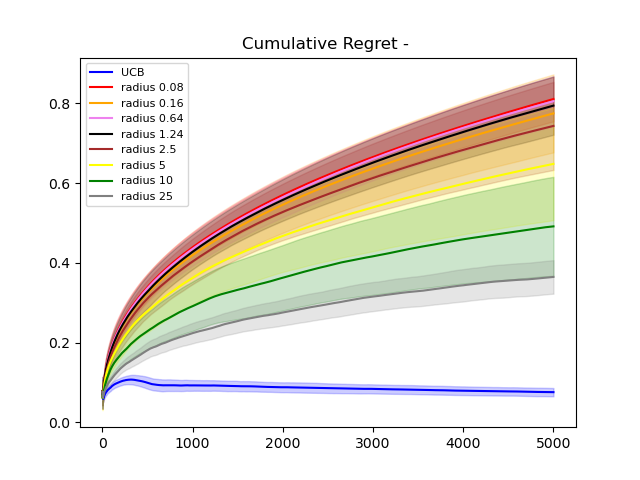 Cumulative Regret -
UCB
radius 0.08
radius 0.16
radius 0.64
radius 1.24
radius 2.5
radius 5
radius 10
radius 25
0.8
0.6
0.4
0.2
0.0
0 1000 2000 3000 4000 5000